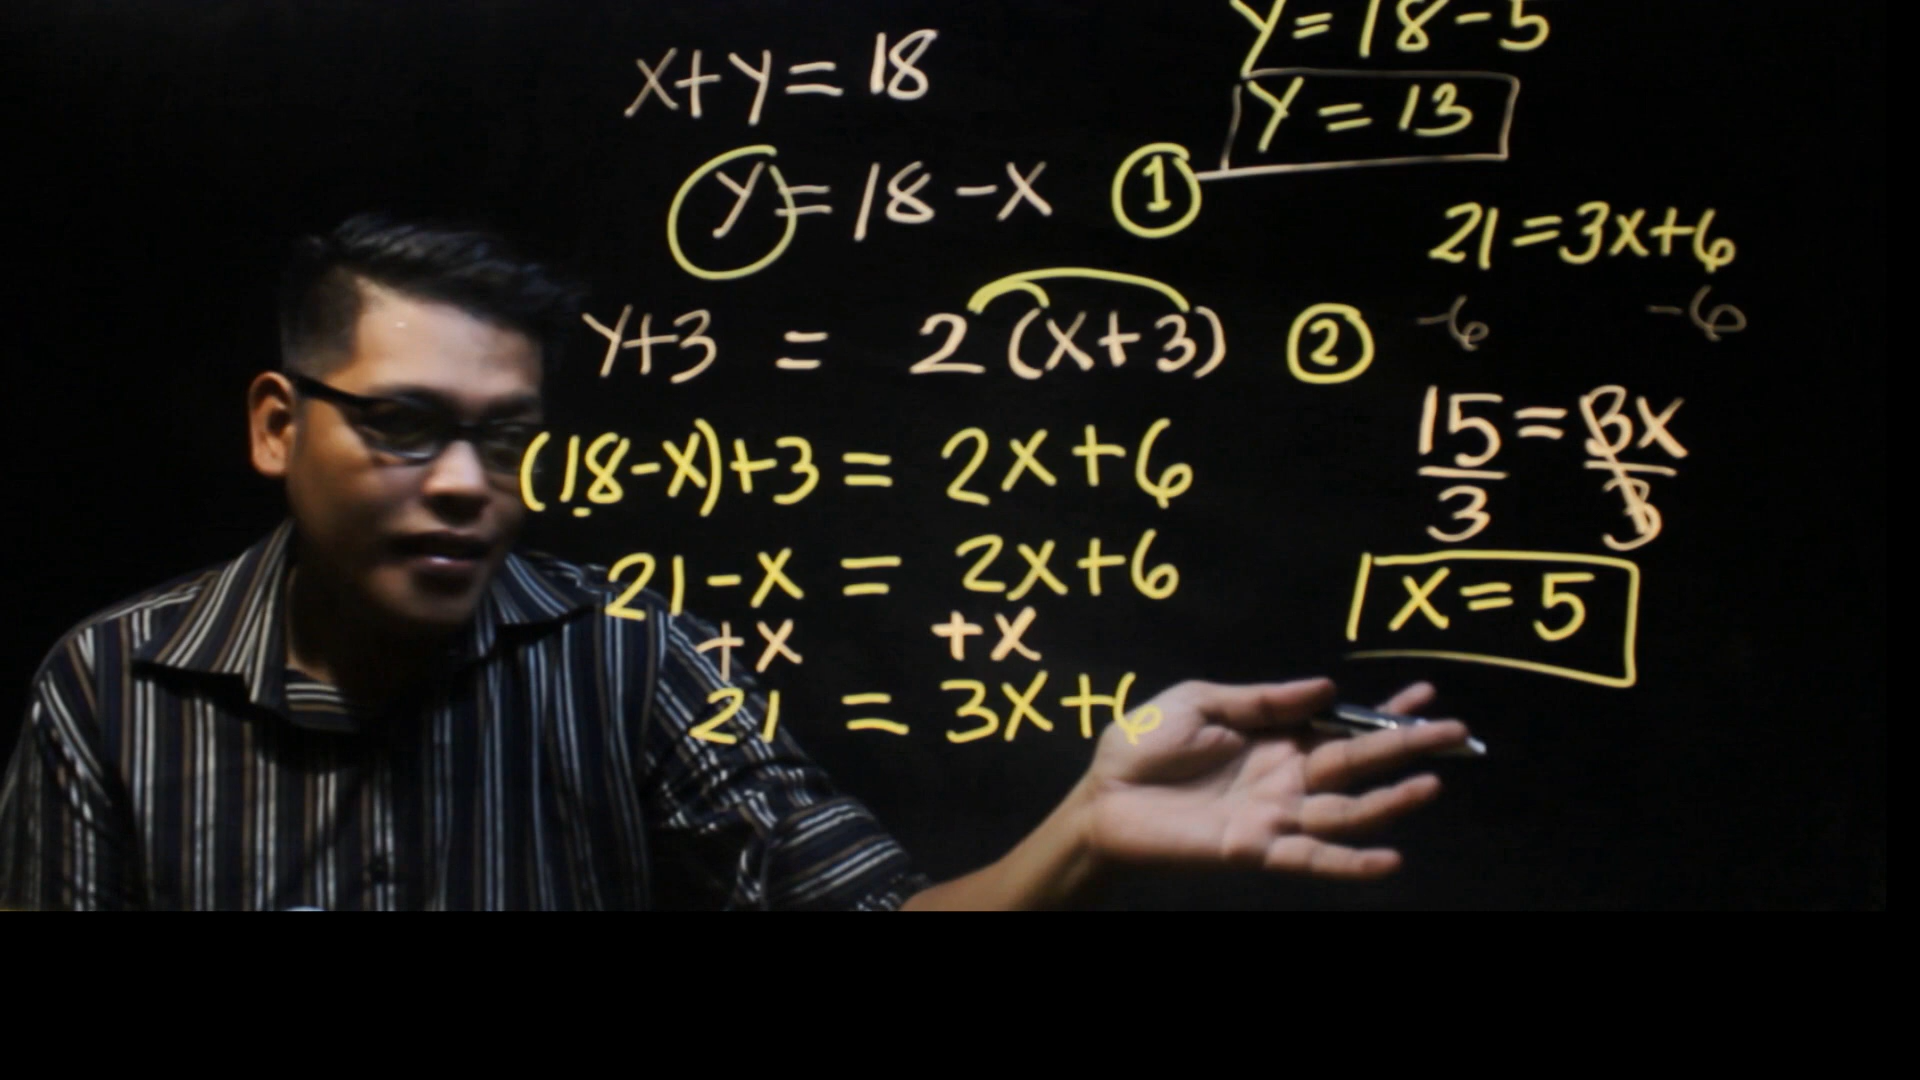 x+y=18
y=18-x 1
y+3 = 2(x+3) 2
(18-x)+3 = 2x+6
21-x = 2x+6
+x +x
21 = 3x+6
y=18-5
y=13
21=3x+6
-6 -6
15=3x
3 3
x=5